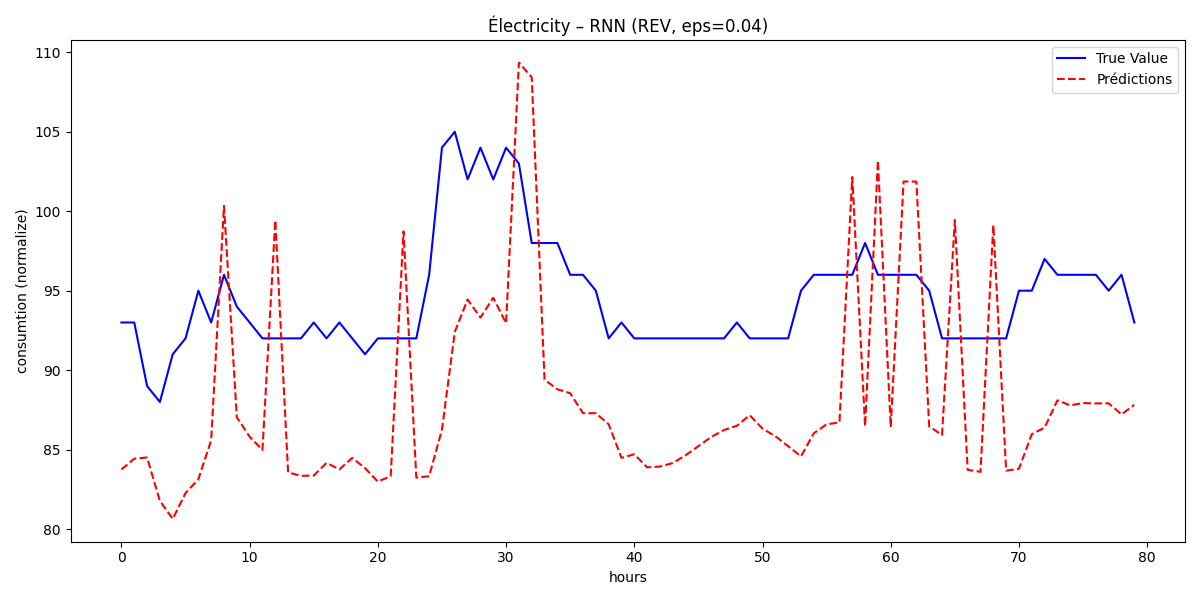 Électricity – RNN (REV, eps=0.04)
True Value
Prédictions
consumtion (normalize)
110
105
100
95
90
85
80
0 10 20 30 40 50 60 70 80
hours